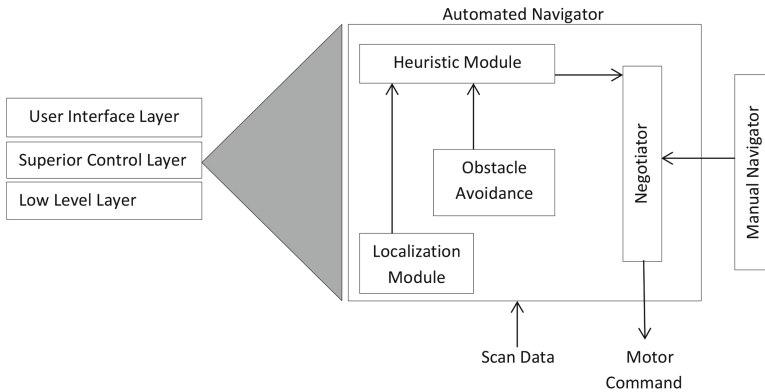 Automated Navigator
User Interface Layer
Superior Control Layer
Low Level Layer
Heuristic Module
Obstacle
Avoidance
Localization
Module
Negotiator
Manual Navigator
Scan Data
Motor
Command